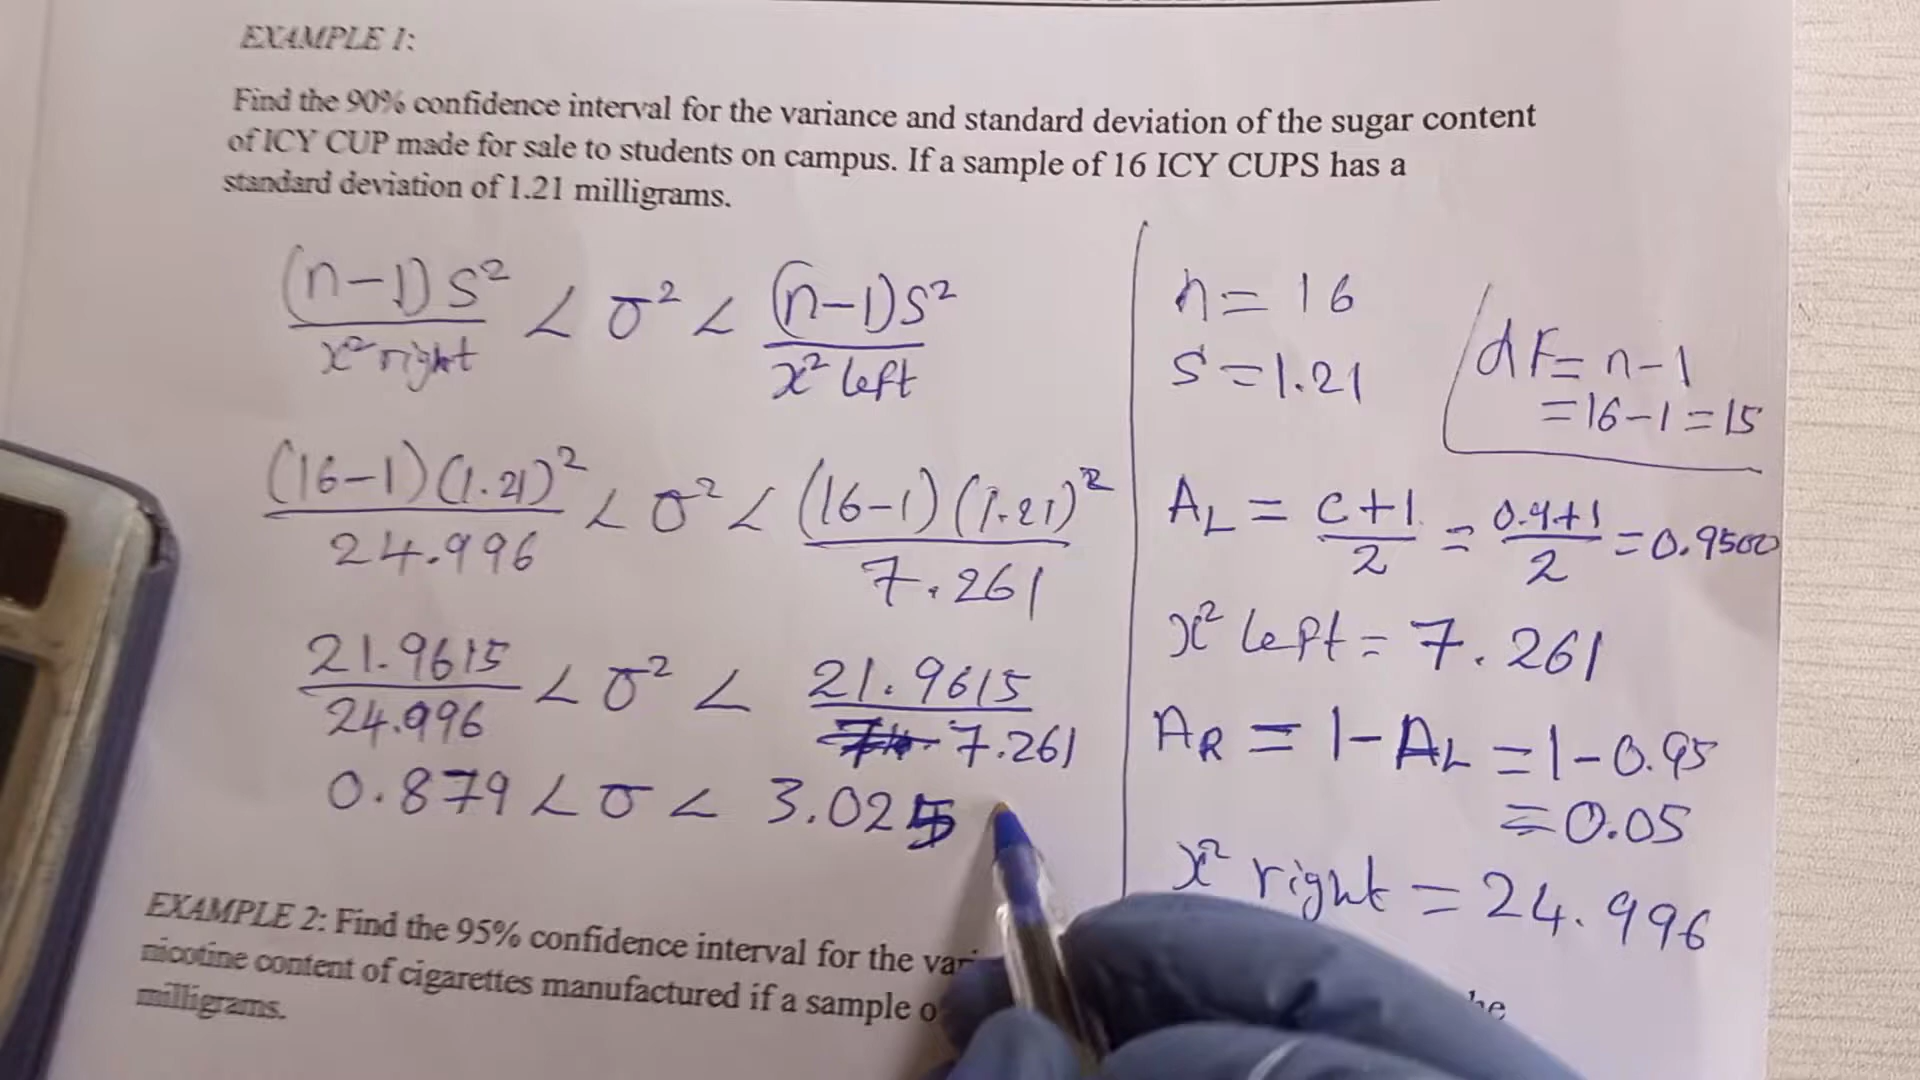 EXAMPLE 1:
Find the 90% confidence interval for the variance and standard deviation of the sugar content
of ICY CUP made for sale to students on campus. If a sample of 16 ICY CUPS has a
standard deviation of 1.21 milligrams.
(n-1)S² / x² right < σ² < (n-1)S² / x² left
(16-1)(1.21)² / 24.996 < σ² < (16-1)(1.21)² / 7.261
21.9615 / 24.996 < σ² < 21.9615 / 7.261
0.879 < σ < 3.025
n = 16
S = 1.21
dF = n-1
= 16-1 = 15
A_L = c+1 / 2 = 0.9+1 / 2 = 0.9500
x² left = 7.261
A_R = 1 - A_L = 1 - 0.95
= 0.05
x² right = 24.996
EXAMPLE 2: Find the 95% confidence interval for the
nicotine content of cigarettes manufactured if a sample
milligrams.